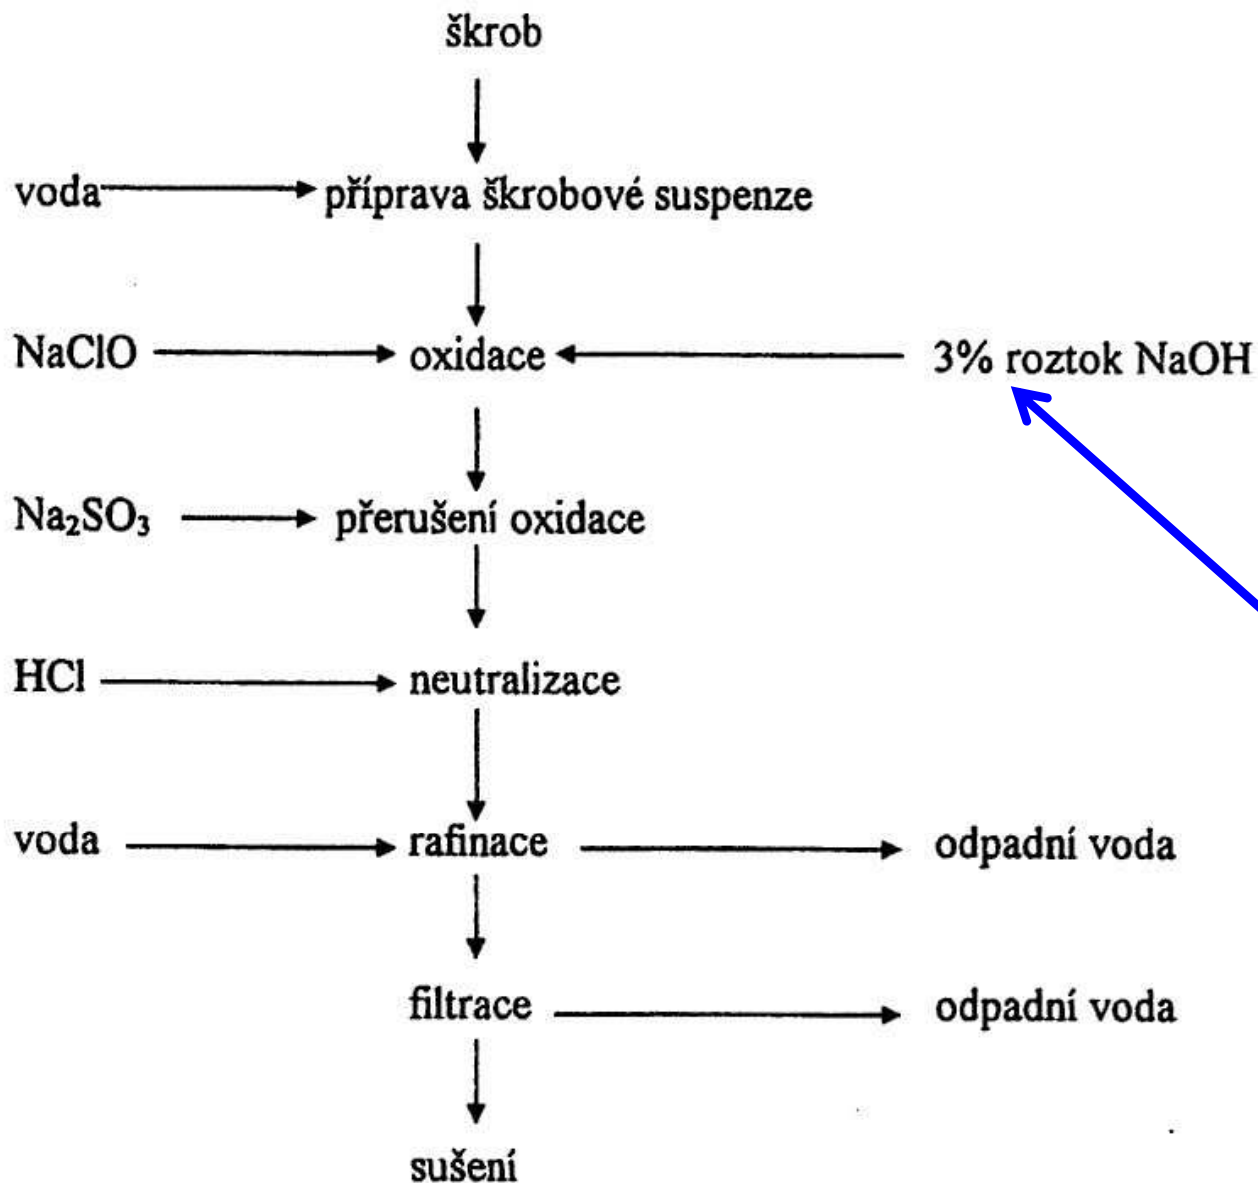 škrob
voda příprava škrobové suspenze
NaClO oxidace 3% roztok NaOH
Na₂SO₃ přerušení oxidace
HCl neutralizace
voda rafinace odpadní voda
filtrace odpadní voda
sušení